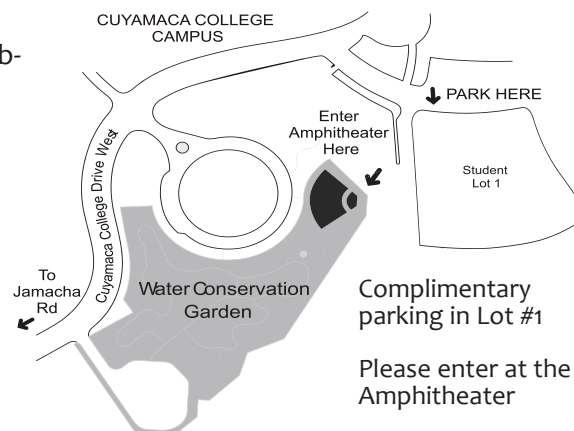 CUYAMACA COLLEGE
CAMPUS
b-
PARK HERE
Enter
Amphitheater
Here
Student
Lot 1
Cuyamaca College Drive West
To
Jamacha
Rd
Water Conservation
Garden
Complimentary
parking in Lot #1
Please enter at the
Amphitheater